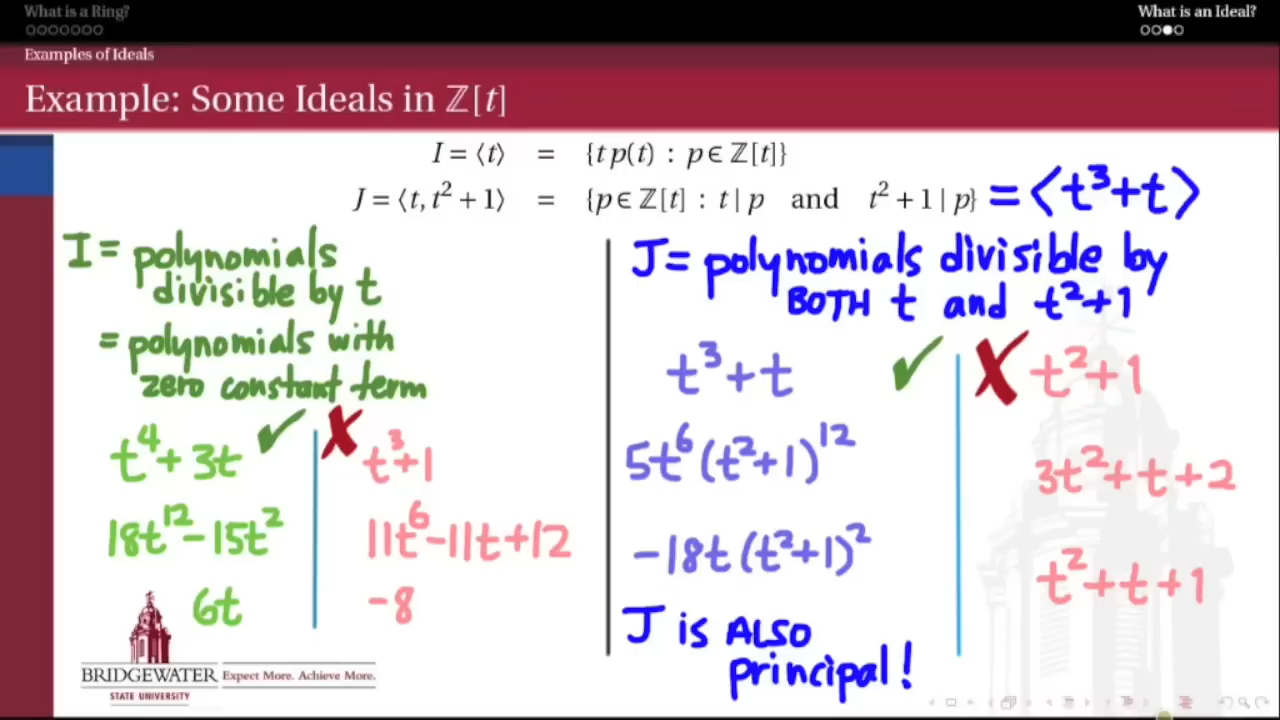 What is a Ring?
What is an Ideal?
Examples of Ideals
Example: Some Ideals in ℤ[t]
I = ⟨t⟩ = {t p(t) : p ∈ ℤ[t]}
J = ⟨t, t² + 1⟩ = {p ∈ ℤ[t] : t | p and t² + 1 | p} = ⟨t³+t⟩
I = polynomials
divisible by t
= polynomials with
zero constant term
t⁴ + 3t ✓
18t¹² - 15t²
6t
✗ t³+1
11t⁶ - 11t + 12
-8
J = polynomials divisible by
BOTH t and t²+1
t³ + t ✓
5t⁶(t²+1)¹²
-18t(t²+1)²
✗ t²+1
3t² + t + 2
t² + t + 1
J is ALSO
principal!
BRIDGEWATER
STATE UNIVERSITY
Expect More. Achieve More.